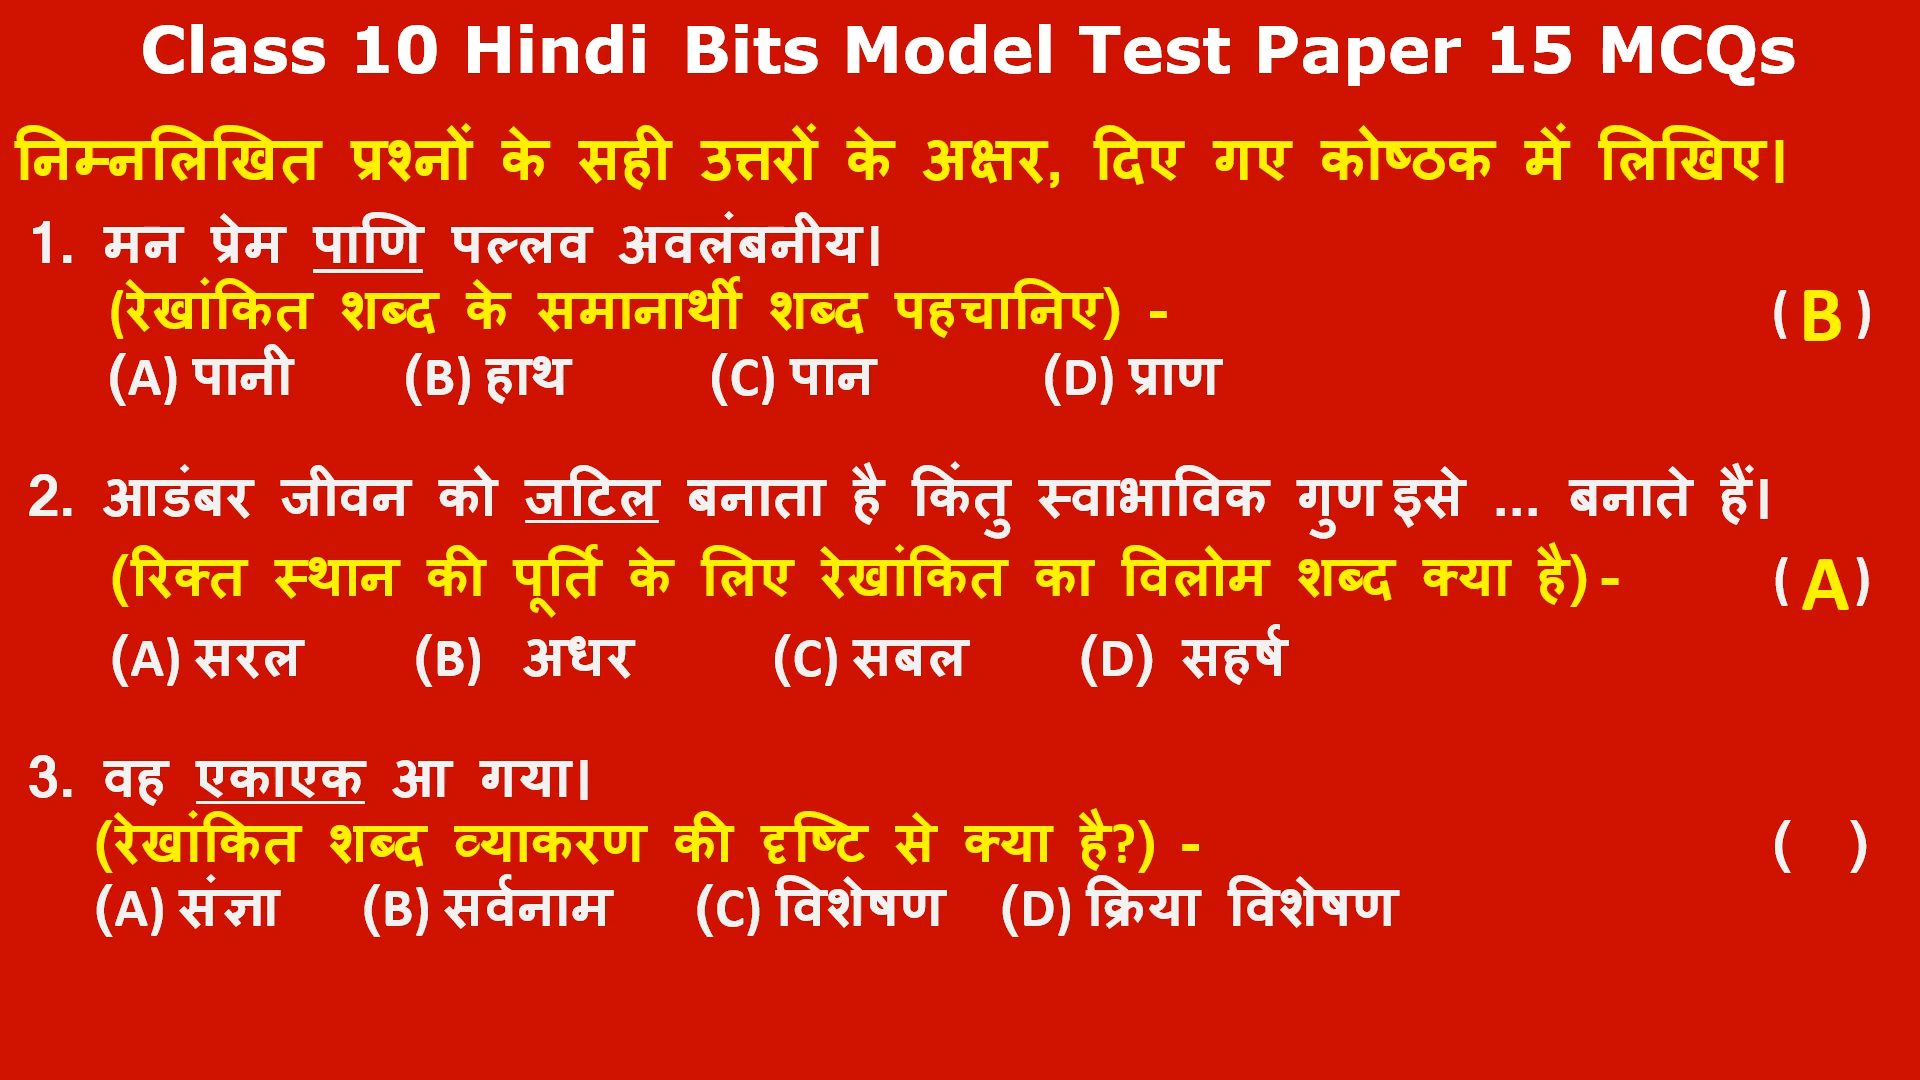 Class 10 Hindi Bits Model Test Paper 15 MCQs
निम्नलिखित प्रश्नों के सही उत्तरों के अक्षर, दिए गए कोष्ठक में लिखिए।
1. मन प्रेम पाणि पल्लव अवलंबनीय।
(रेखांकित शब्द के समानार्थी शब्द पहचानिए) - ( B )
(A) पानी (B) हाथ (C) पान (D) प्राण
2. आडंबर जीवन को जटिल बनाता है किंतु स्वाभाविक गुण इसे ... बनाते हैं।
(रिक्त स्थान की पूर्ति के लिए रेखांकित का विलोम शब्द क्या है) - ( A )
(A) सरल (B) अधर (C) सबल (D) सहर्ष
3. वह एकाएक आ गया।
(रेखांकित शब्द व्याकरण की दृष्टि से क्या है?) - ( )
(A) संज्ञा (B) सर्वनाम (C) विशेषण (D) क्रिया विशेषण